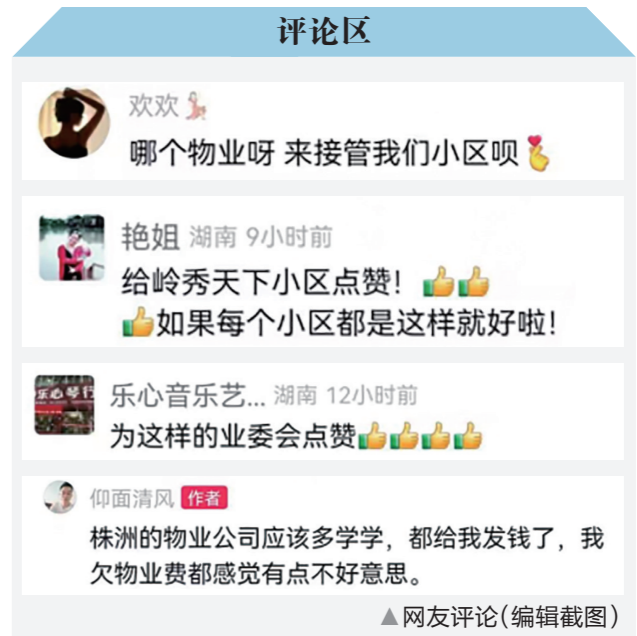 评论区
欢欢💃
哪个物业呀 来接管我们小区呗🫰
艳姐 湖南 9小时前
给岭秀天下小区点赞！👍👍
👍如果每个小区都是这样就好啦！
乐心琴行
乐心音乐艺... 湖南 12小时前
为这样的业委会点赞👍👍👍👍
仰面清风 作者
株洲的物业公司应该多学学，都给我发钱了，我
欠物业费都感觉有点不好意思。
▲网友评论（编辑截图）